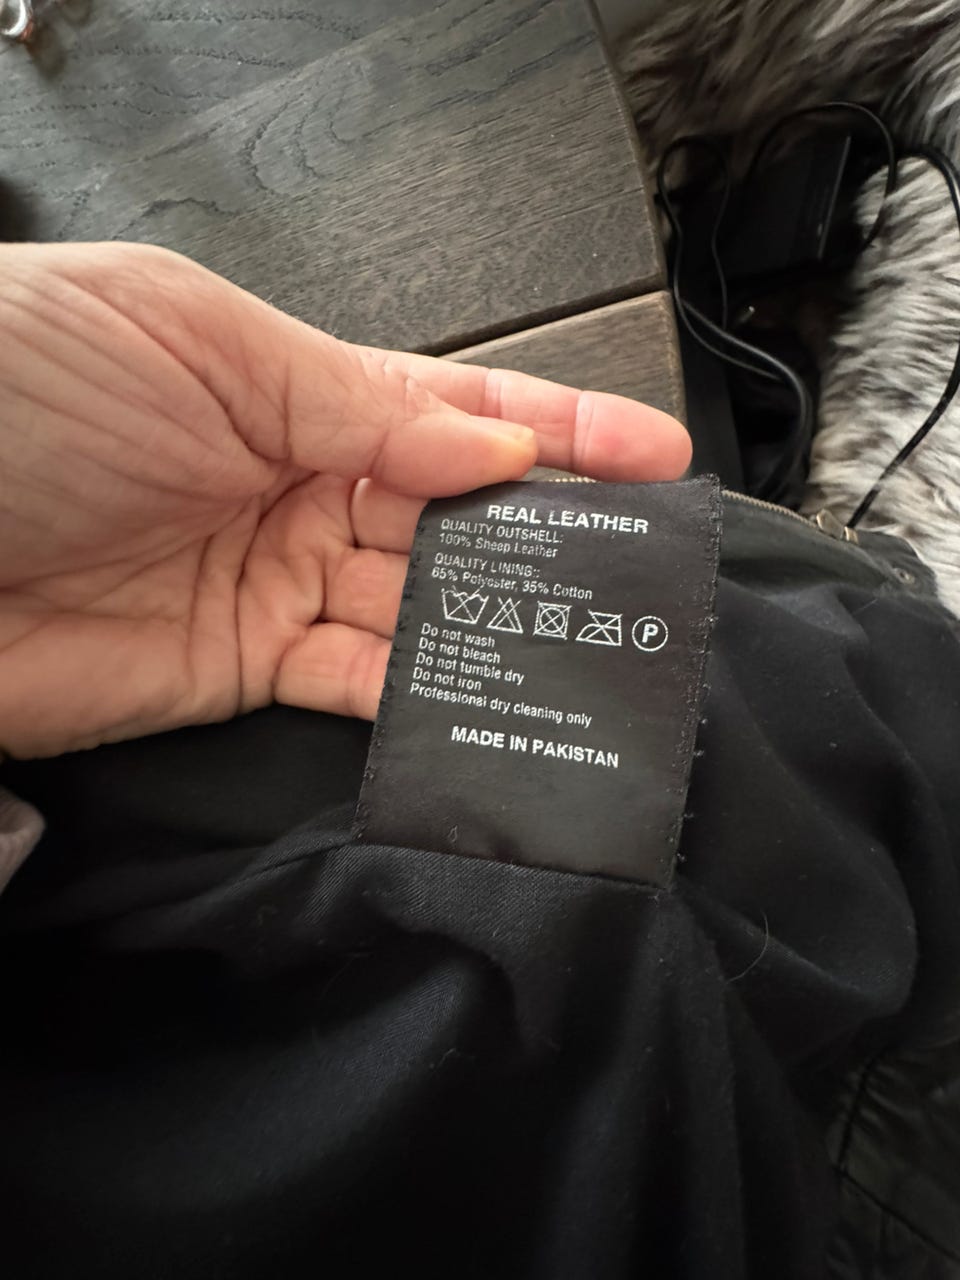 REAL LEATHER
QUALITY OUTSHELL:
100% Sheep Leather
QUALITY LINING::
65% Polyester, 35% Cotton
P
Do not wash
Do not bleach
Do not tumble dry
Do not iron
Professional dry cleaning only
MADE IN PAKISTAN